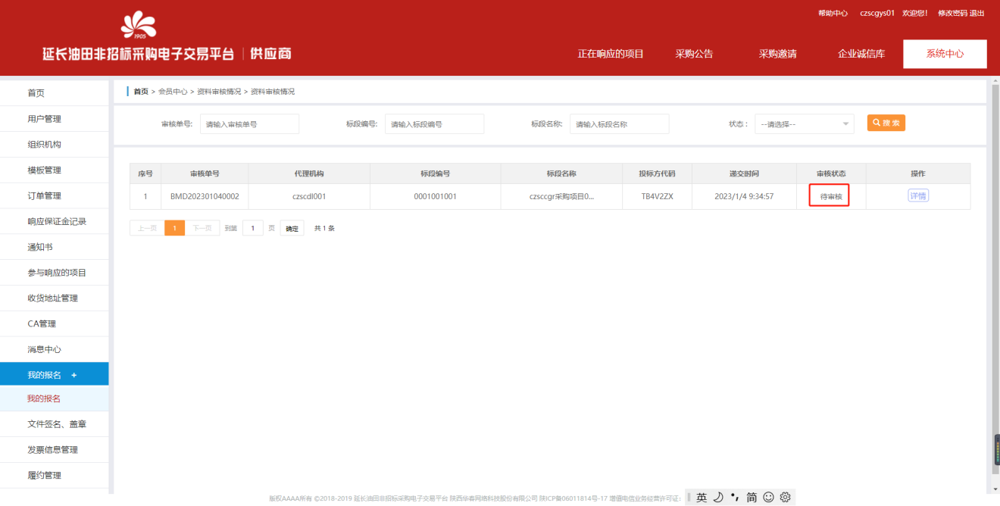 帮助中心 czscgys01 欢迎您! 修改密码 退出
1905
延长油田非招标采购电子交易平台 | 供应商
正在响应的项目 采购公告 采购邀请 企业诚信库 系统中心
首页
用户管理
组织机构
模板管理
订单管理
响应保证金记录
通知书
参与响应的项目
收货地址管理
CA管理
消息中心
我的报名 +
我的报名
文件签名、盖章
发票信息管理
履约管理
首页 > 会员中心 > 资料审核情况 > 资料审核情况
审核单号: 请输入审核单号 标段编号: 请输入标段编号 标段名称: 请输入标段名称 状态: --请选择-- 搜 索
序号 审核单号 代理机构 标段编号 标段名称 投标方代码 递交时间 审核状态 操作
1 BMD202301040002 czscdl001 0001001001 czsccgr采购项目0... TB4V2ZX 2023/1/4 9:34:57 待审核 详情
上一页 1 下一页 到第 1 页 确定 共 1 条
版权AAAA所有 ©2018-2019 延长油田非招标采购电子交易平台 陕西华春网络科技股份有限公司 陕ICP备06011814号-17 增值电信业务经营许可证:
英 简